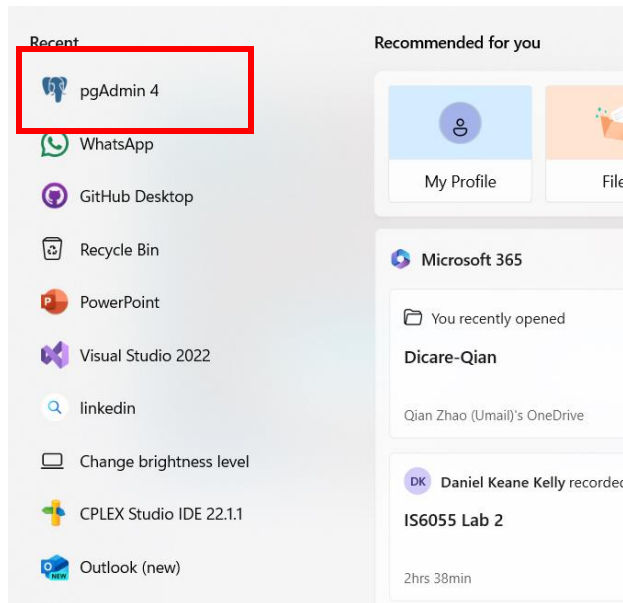 Recent
pgAdmin 4
WhatsApp
GitHub Desktop
Recycle Bin
PowerPoint
Visual Studio 2022
linkedin
Change brightness level
CPLEX Studio IDE 22.1.1
Outlook (new)
Recommended for you
My Profile
File
Microsoft 365
You recently opened
Dicare-Qian
Qian Zhao (Umail)'s OneDrive
DK Daniel Keane Kelly recorded
IS6055 Lab 2
2hrs 38min
P
O
NEW